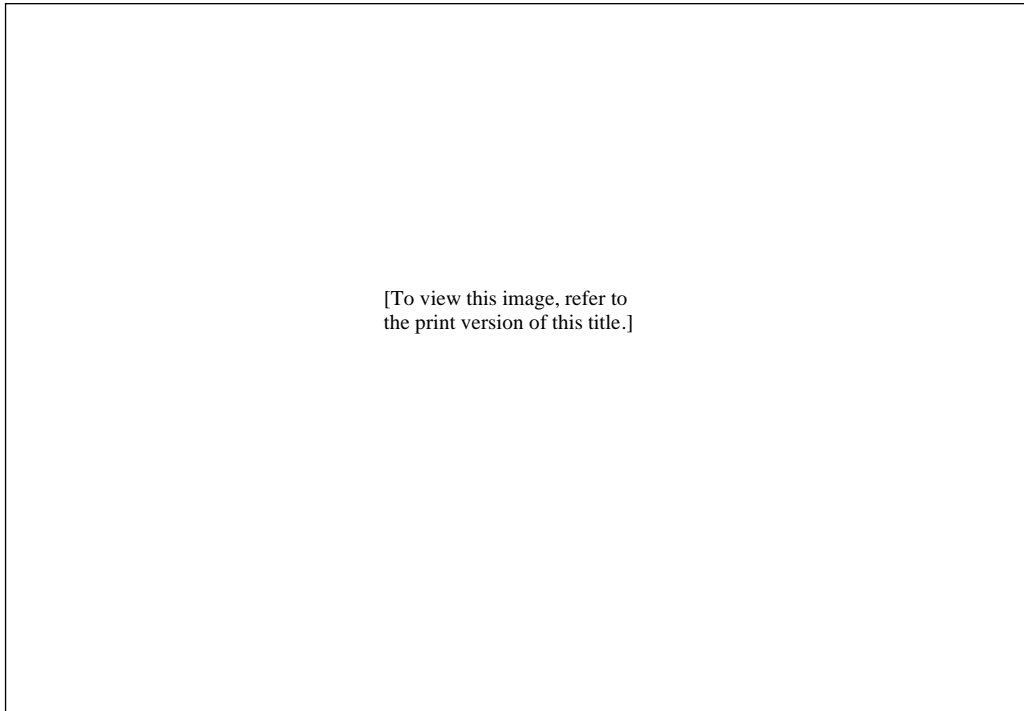 [To view this image, refer to
the print version of this title.]